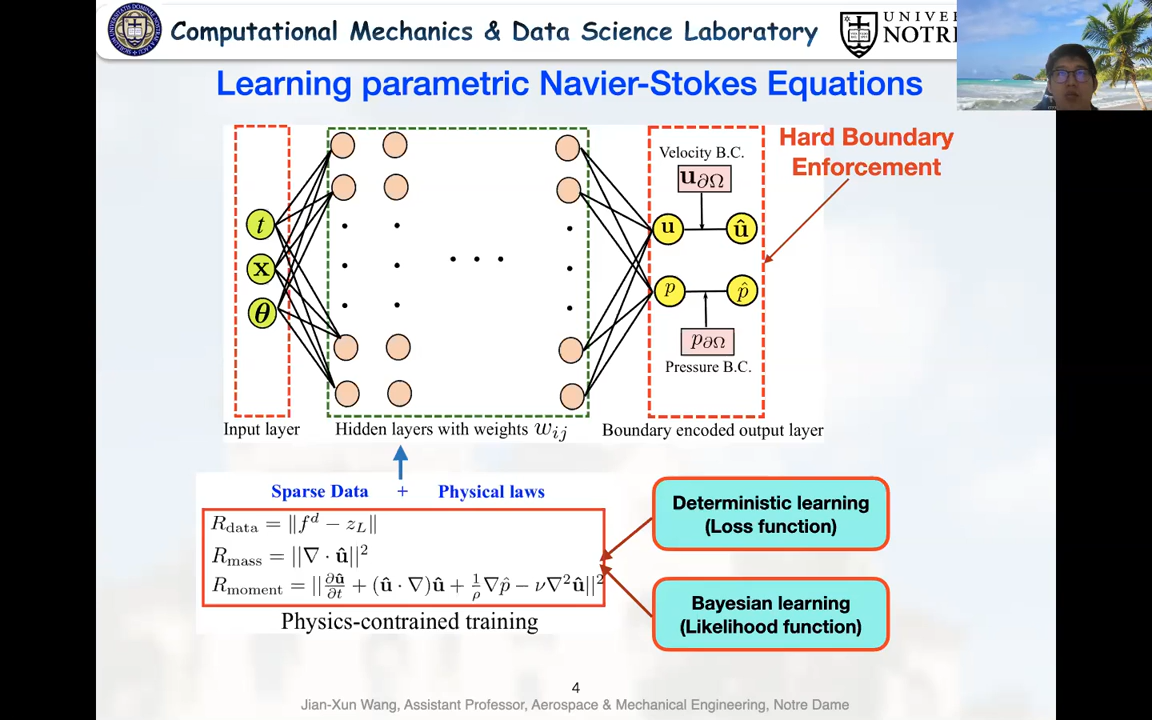 Computational Mechanics & Data Science Laboratory
UNIVER
NOTRE
Learning parametric Navier-Stokes Equations
Hard Boundary
Enforcement
Velocity B.C.
u∂Ω
t
x
θ
u
û
p
p̂
p∂Ω
Pressure B.C.
. . .
Input layer
Hidden layers with weights wij
Boundary encoded output layer
Sparse Data + Physical laws
Rdata = ||f^d − zL||
Rmass = ||∇ · û||²
Rmoment = ||∂û/∂t + (û · ∇)û + 1/ρ ∇p̂ − ν∇²û||²
Physics-contrained training
Deterministic learning
(Loss function)
Bayesian learning
(Likelihood function)
4
Jian-Xun Wang, Assistant Professor, Aerospace & Mechanical Engineering, Notre Dame